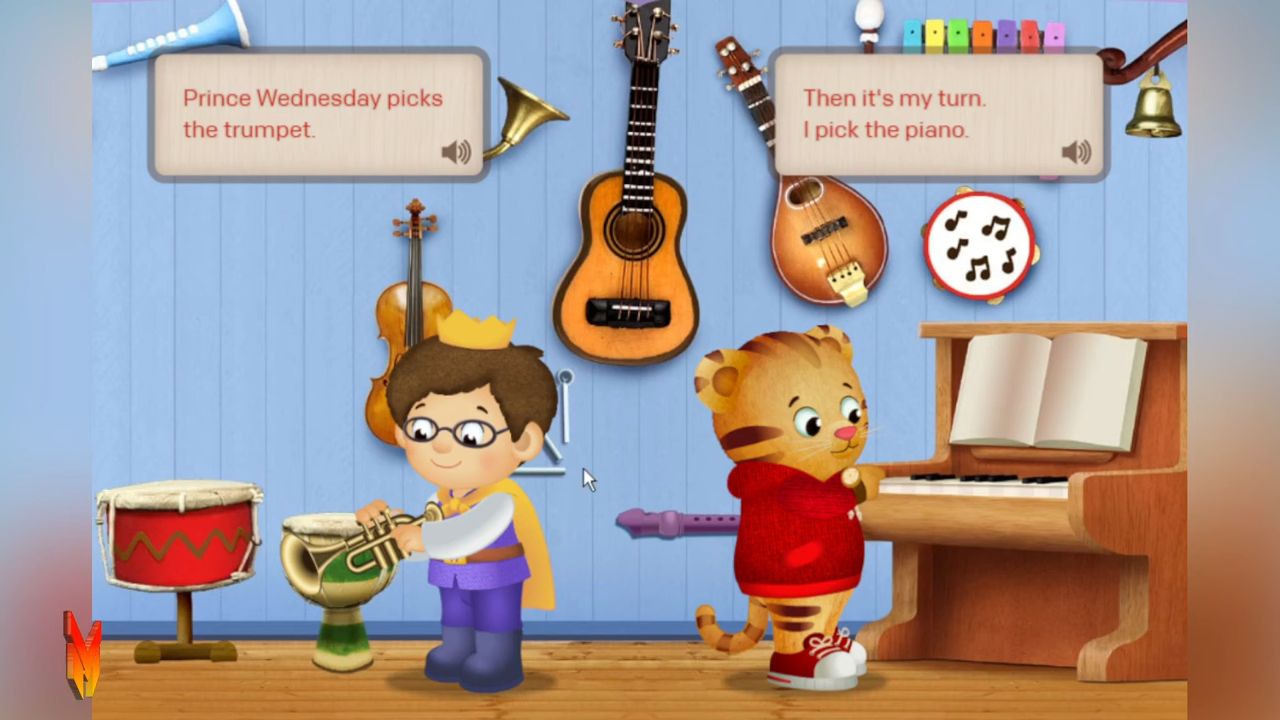 Prince Wednesday picks
the trumpet.
Then it's my turn.
I pick the piano.